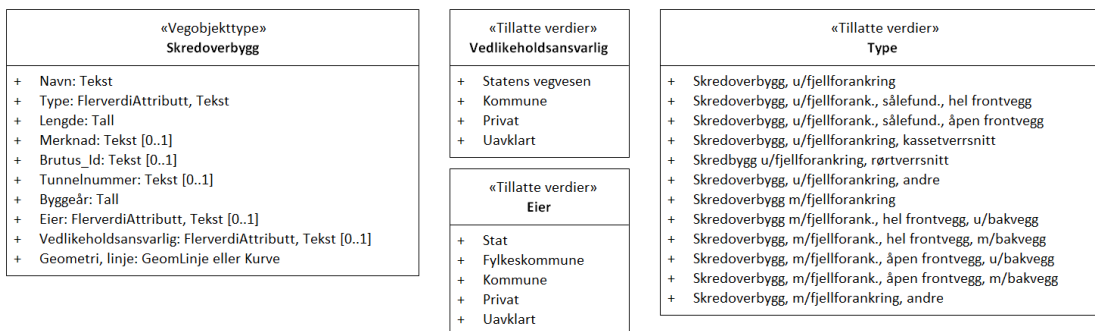 «Vegobjekttype»
Skredoverbygg
+ Navn: Tekst
+ Type: FlerverdiAttributt, Tekst
+ Lengde: Tall
+ Merknad: Tekst [0..1]
+ Brutus_Id: Tekst [0..1]
+ Tunnelnummer: Tekst [0..1]
+ Byggeår: Tall
+ Eier: FlerverdiAttributt, Tekst [0..1]
+ Vedlikeholdsansvarlig: FlerverdiAttributt, Tekst [0..1]
+ Geometri, linje: GeomLinje eller Kurve
«Tillatte verdier»
Vedlikeholdsansvarlig
+ Statens vegvesen
+ Kommune
+ Privat
+ Uavklart
«Tillatte verdier»
Eier
+ Stat
+ Fylkeskommune
+ Kommune
+ Privat
+ Uavklart
«Tillatte verdier»
Type
+ Skredoverbygg, u/fjellforankring
+ Skredoverbygg, u/fjellforank., sålefund., hel frontvegg
+ Skredoverbygg, u/fjellforank., sålefund., åpen frontvegg
+ Skredoverbygg, u/fjellforankring, kassetverrsnitt
+ Skredbygg u/fjellforankring, rørtverrsnitt
+ Skredoverbygg, u/fjellforankring, andre
+ Skredoverbygg m/fjellforankring
+ Skredoverbygg m/fjellforank., hel frontvegg, u/bakvegg
+ Skredoverbygg, m/fjellforank., hel frontvegg, m/bakvegg
+ Skredoverbygg, m/fjellforank., åpen frontvegg, u/bakvegg
+ Skredoverbygg, m/fjellforank., åpen frontvegg, m/bakvegg
+ Skredoverbygg, m/fjellforankring, andre